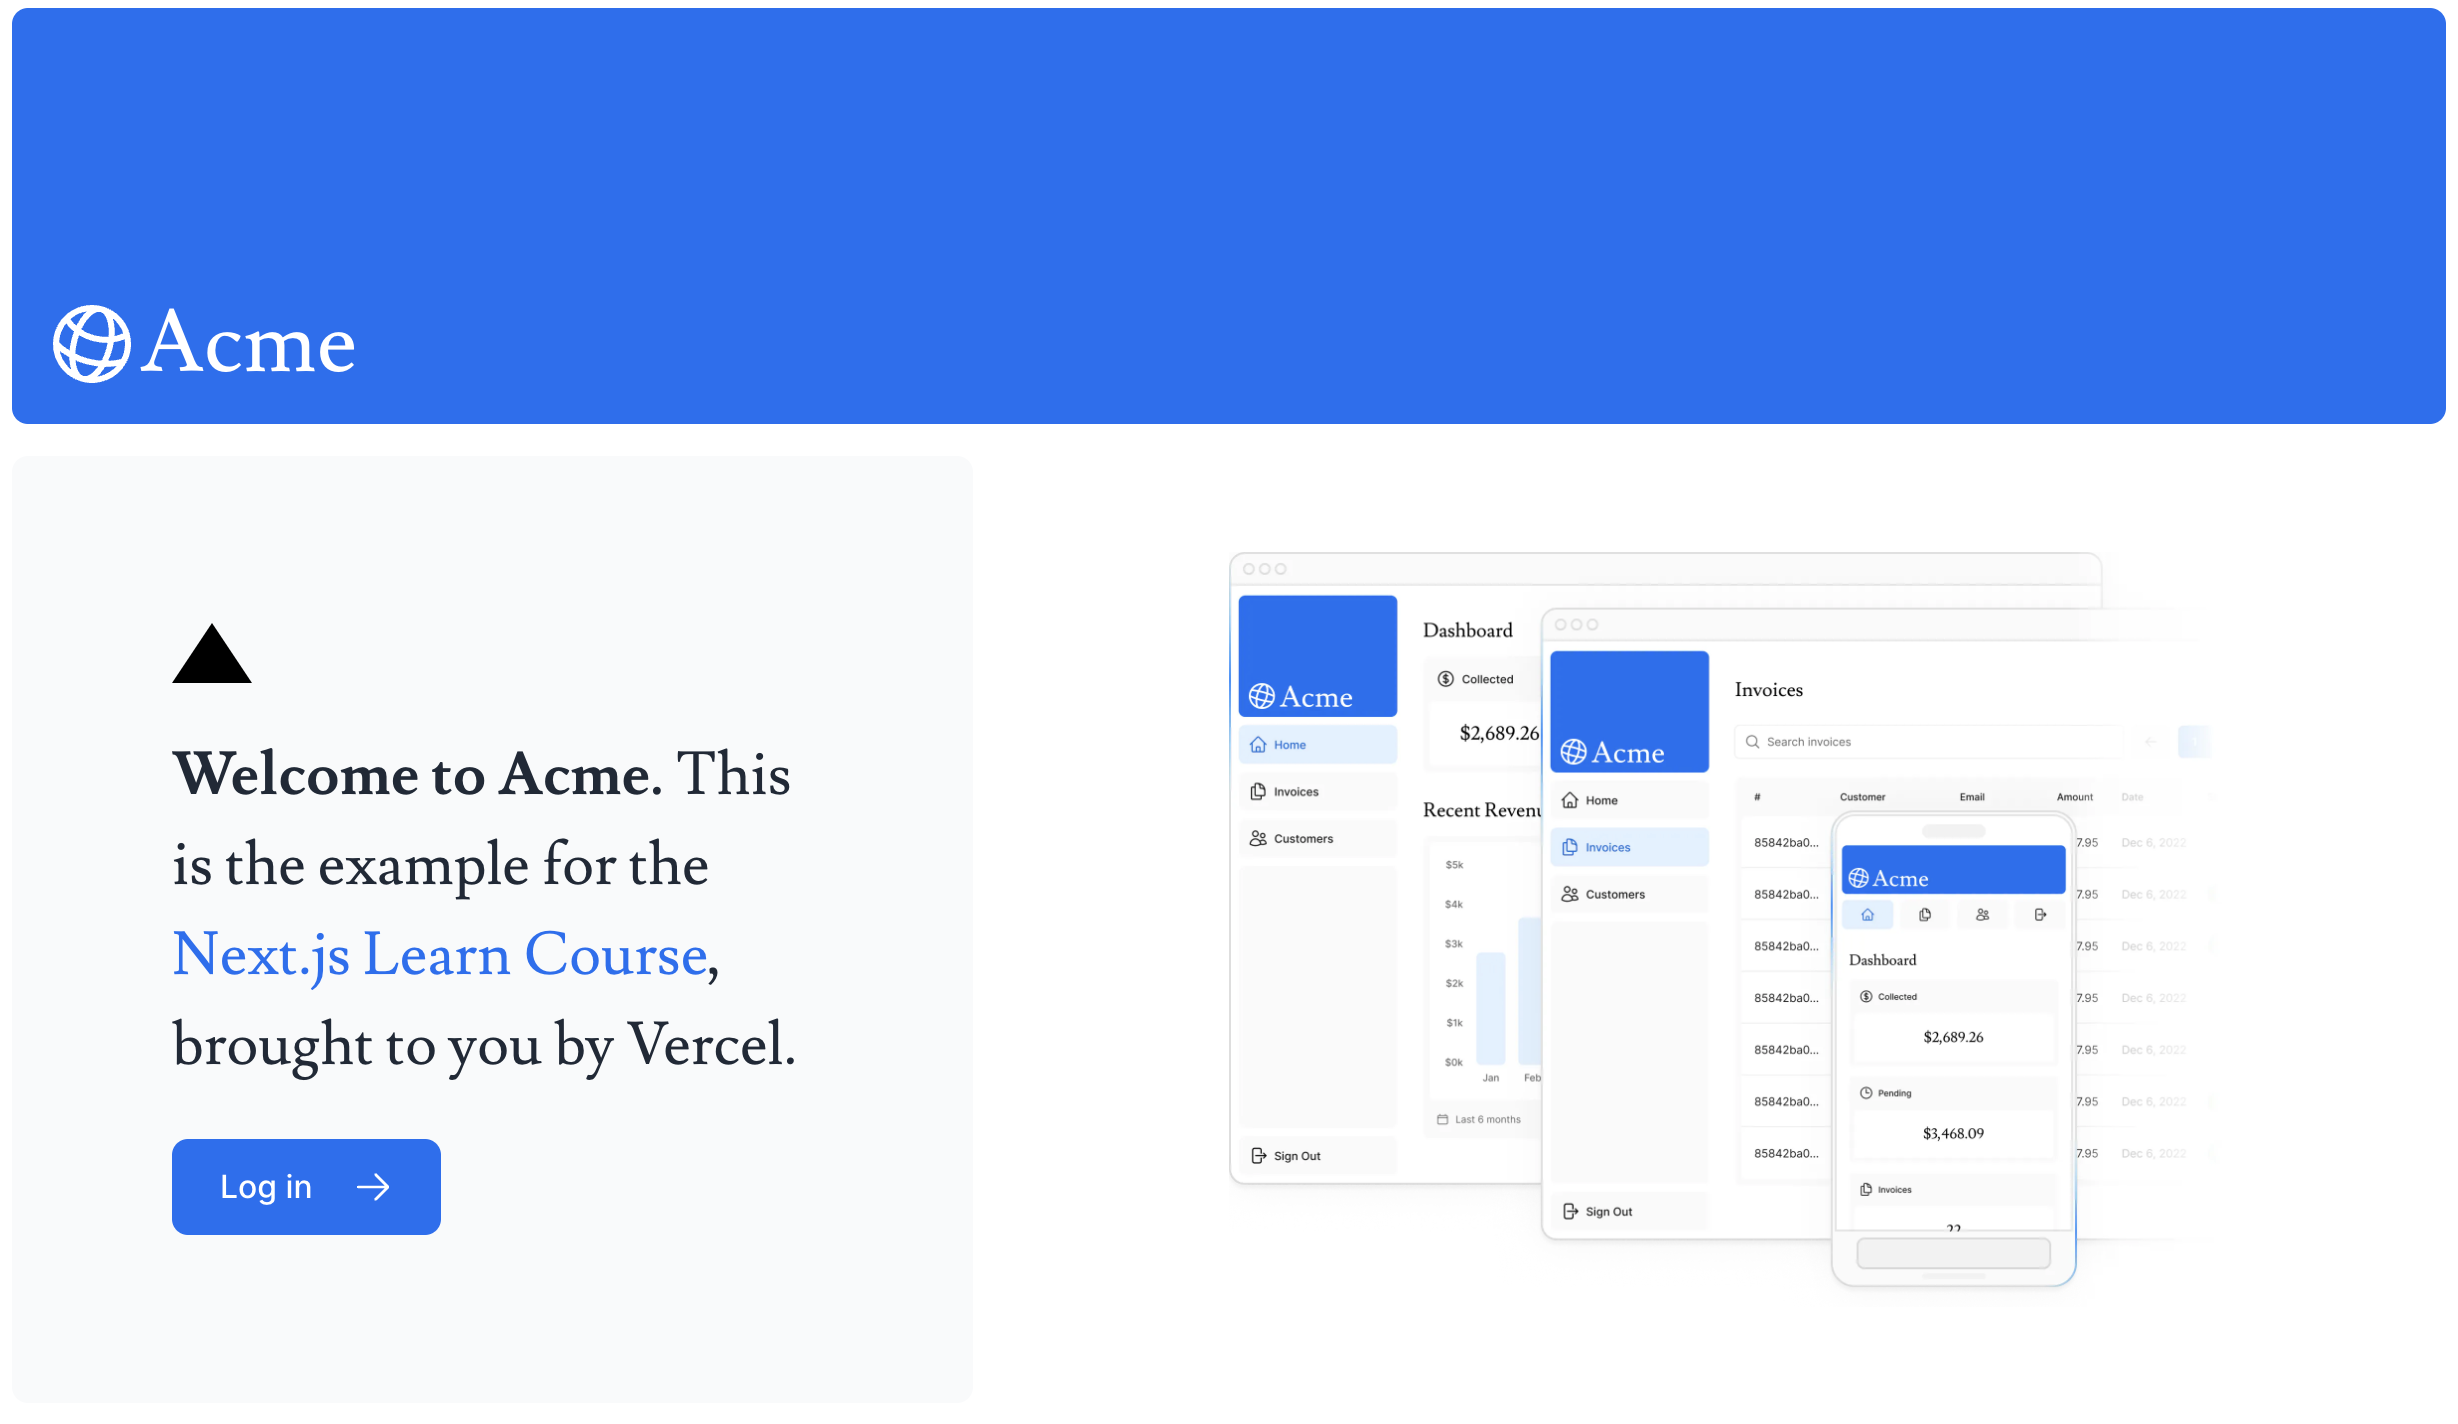 Acme
Welcome to Acme. This
is the example for the
Next.js Learn Course,
brought to you by Vercel.
Log in
Acme
Home
Invoices
Customers
Sign Out
Dashboard
Collected
$2,689.26
$5k
$4k
$3k
$2k
$1k
$0k
Jan
Feb
Last 6 months
Acme
Home
Invoices
Customers
Sign Out
Invoices
Search invoices
# Customer Email Amount Date
85842ba0... 7.95 Dec 6, 2022
85842ba0... 7.95 Dec 6, 2022
85842ba0... 7.95 Dec 6, 2022
85842ba0... 7.95 Dec 6, 2022
85842ba0... 7.95 Dec 6, 2022
85842ba0... 7.95 Dec 6, 2022
85842ba0... 7.95 Dec 6, 2022
Acme
Dashboard
Collected
$2,689.26
Pending
$3,468.09
Invoices
22